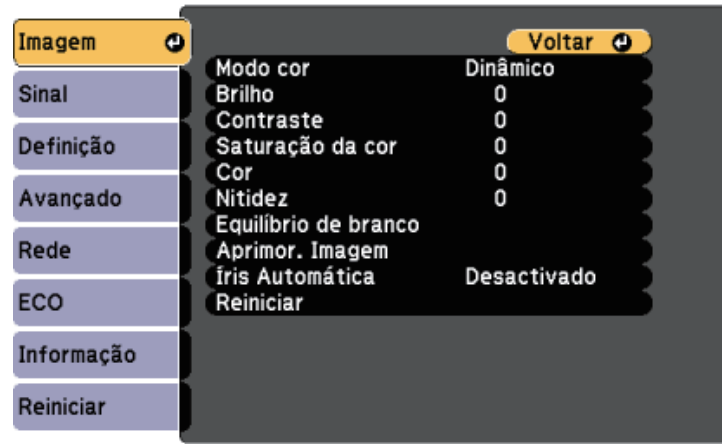 Imagem
Sinal
Definição
Avançado
Rede
ECO
Informação
Reiniciar
Voltar
Modo cor Dinâmico
Brilho 0
Contraste 0
Saturação da cor 0
Cor 0
Nitidez 0
Equilíbrio de branco
Aprimor. Imagem
Íris Automática Desactivado
Reiniciar